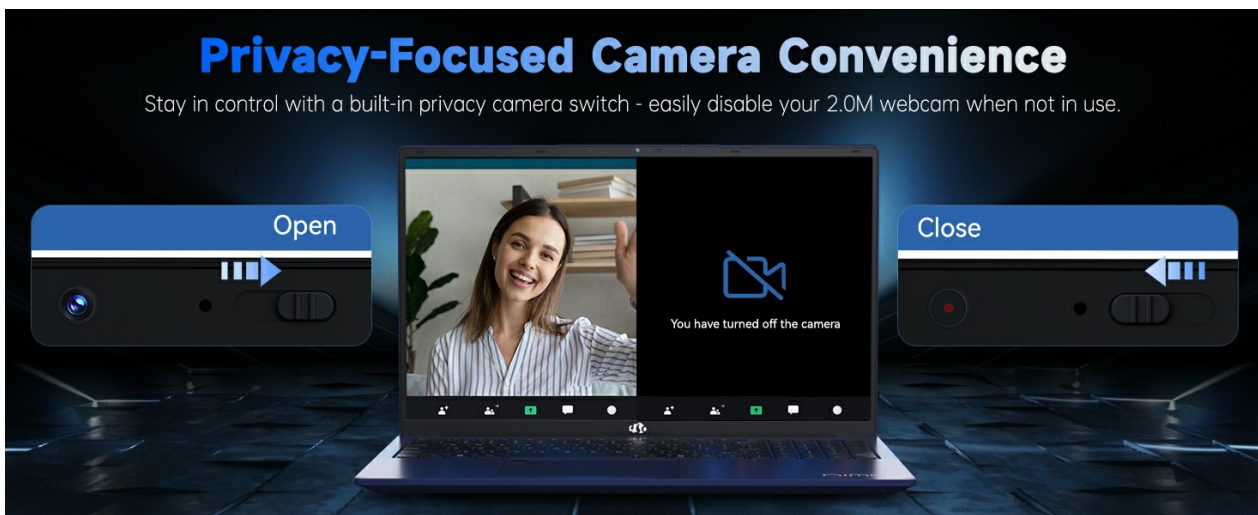 Privacy-Focused Camera Convenience
Stay in control with a built-in privacy camera switch - easily disable your 2.0M webcam when not in use.
Open
Close
You have turned off the camera